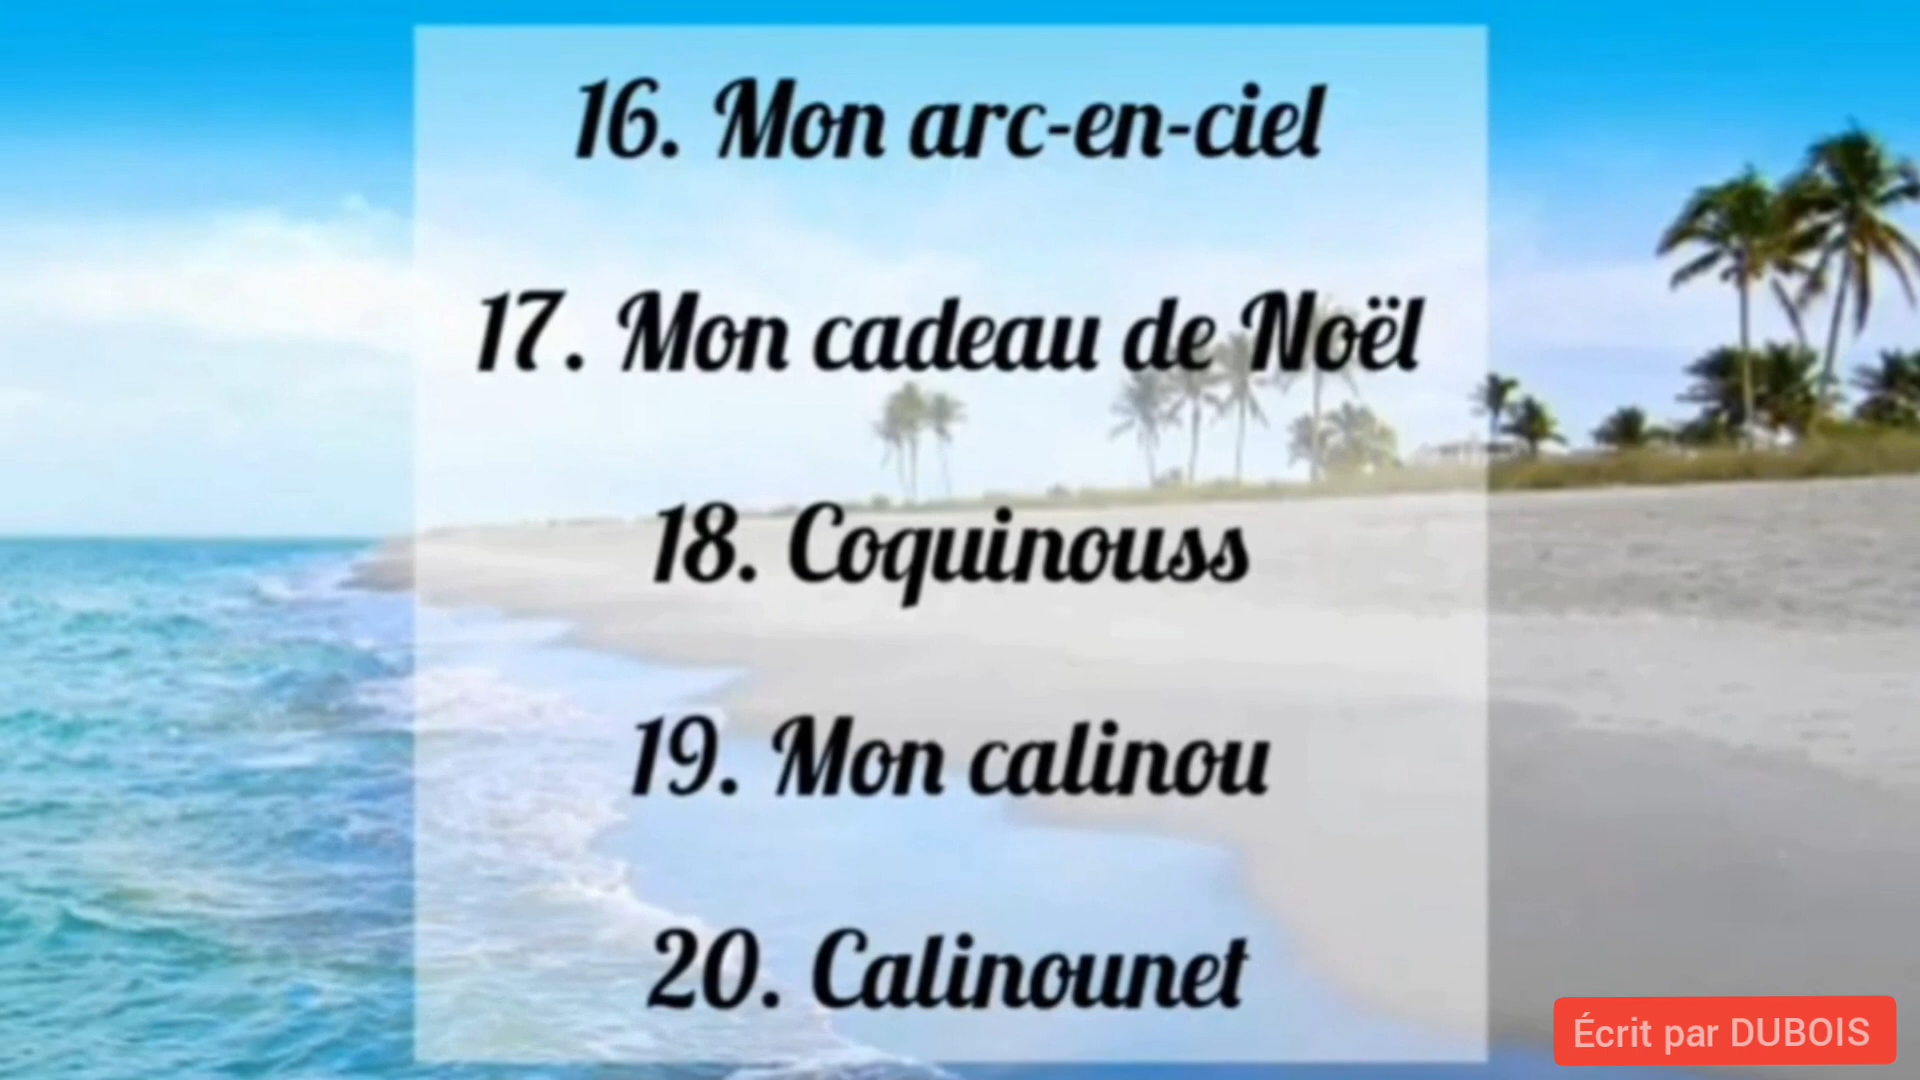 16. Mon arc-en-ciel
17. Mon cadeau de Noël
18. Coquinouss
19. Mon calinou
20. Calinounet
Écrit par DUBOIS